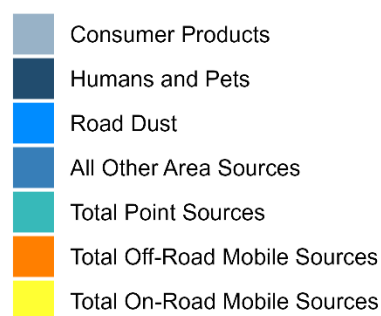 Consumer Products
Humans and Pets
Road Dust
All Other Area Sources
Total Point Sources
Total Off-Road Mobile Sources
Total On-Road Mobile Sources